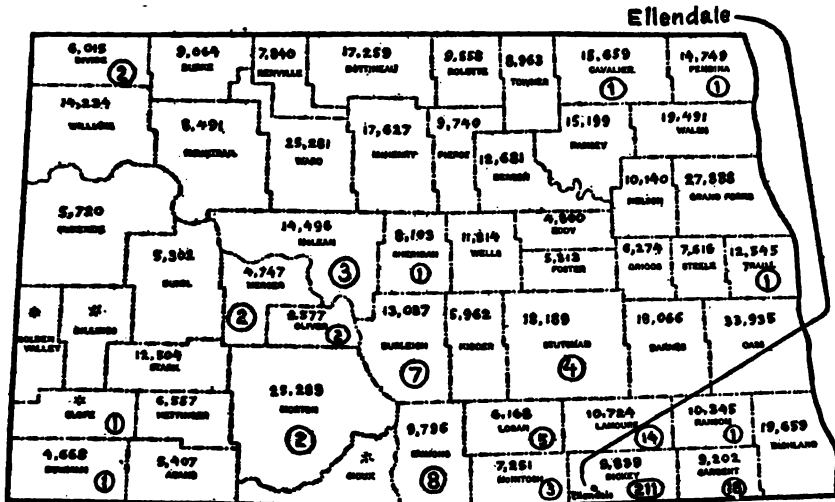 Ellendale
6,015
DIVIDE
②
9,064
BURKE
7,840
RENVILLE
17,259
BOTTINEAU
9,558
ROLETTE
8,963
TOWNER
15,659
CAVALIER
①
14,749
PEMBINA
①
14,234
WILLIAMS
8,491
MOUNTRAIL
25,281
WARD
17,627
McHENRY
9,740
PIERCE
12,681
BENSON
15,199
RAMSEY
19,491
WALSH
10,140
NELSON
27,888
GRAND FORKS
5,720
McKENZIE
5,302
DUNN
14,496
McLEAN
③
4,747
MERCER
②
OLIVER
②
8,103
SHERIDAN
①
11,814
WELLS
EDDY
5,313
FOSTER
6,274
GRIGGS
7,616
STEELE
12,545
TRAILL
①
*
GOLDEN
VALLEY
*
BILLINGS
12,504
STARK
13,087
BURLEIGH
⑦
5,962
KIDDER
18,189
STUTSMAN
④
18,066
BARNES
33,935
CASS
*
SLOPE
①
6,557
HETTINGER
25,289
MORTON
②
4,668
BOWMAN
①
5,407
ADAMS
*
SIOUX
9,796
EMMONS
⑧
6,168
LOGAN
⑤
10,724
LAMOURE
⑭
10,345
RANSOM
①
19,659
RICHLAND
7,251
McINTOSH
③
9,839
DICKEY
Ellendale
9,202
SARGENT